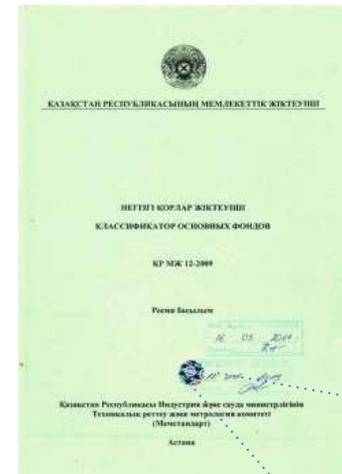 ҚАЗАҚСТАН РЕСПУБЛИКАСЫНЫҢ МЕМЛЕКЕТТІК ЖІКТЕУІШІ
НЕГІЗГІ ҚОРЛАР ЖІКТЕУІШІ
КЛАССИФИКАТОР ОСНОВНЫХ ФОНДОВ
ҚР МЖ 12-2009
Ресми басылым
Қазақстан Республикасы Индустрия және сауда министрлігінің
Техникалық реттеу және метрология комитеті
(Мемстандарт)
Астана